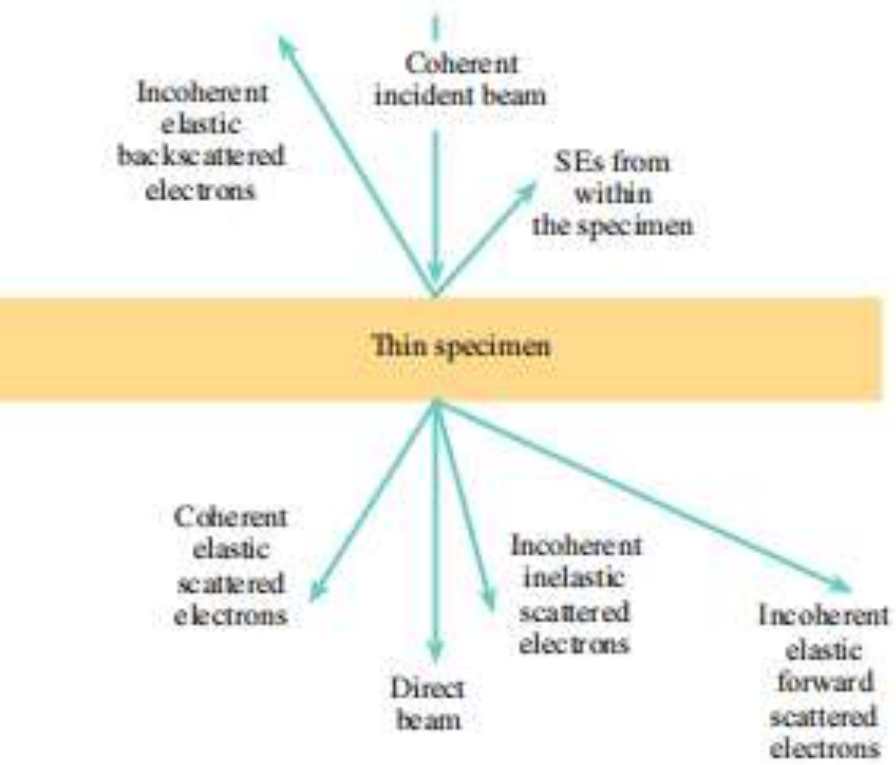 Coherent
incident beam
Incoherent
elastic
backscattered
electrons
SEs from
within
the specimen
Thin specimen
Coherent
elastic
scattered
electrons
Incoherent
inelastic
scattered
electrons
Direct
beam
Incoherent
elastic
forward
scattered
electrons